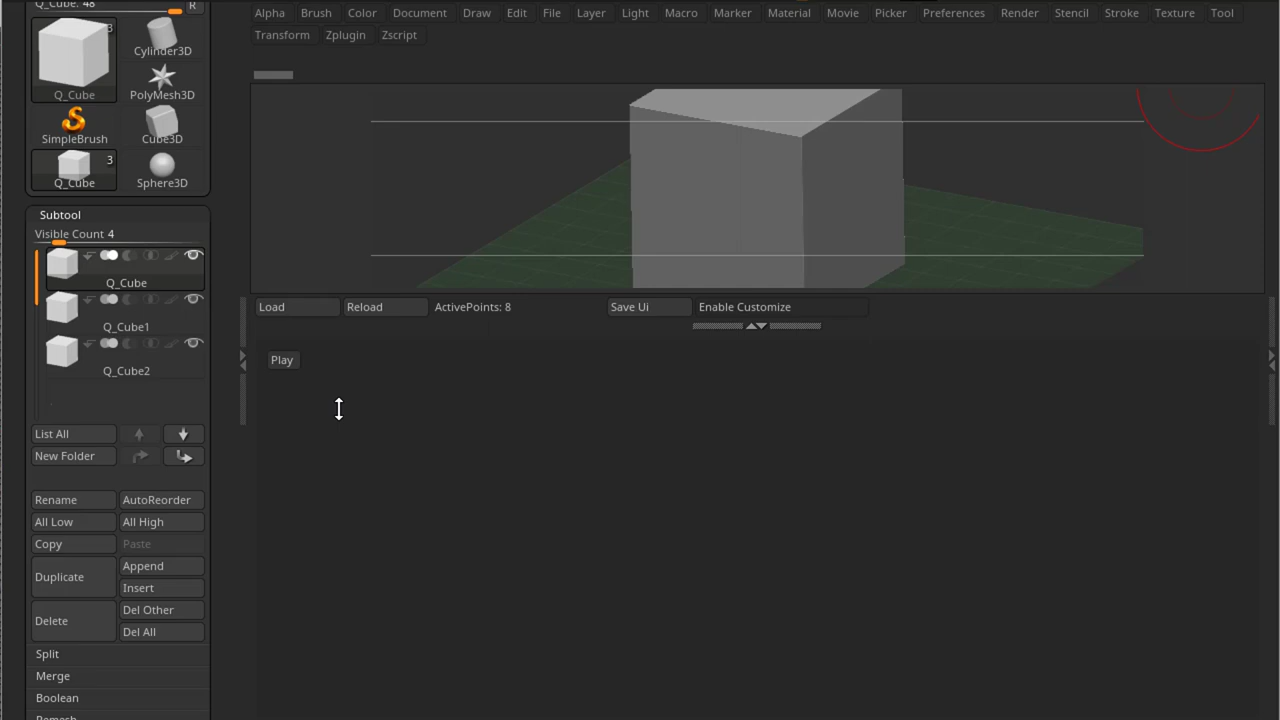 Q_Cube. 48 R
Alpha Brush Color Document Draw Edit File Layer Light Macro Marker Material Movie Picker Preferences Render Stencil Stroke Texture Tool
Transform Zplugin Zscript
3
Cylinder3D
Q_Cube PolyMesh3D
SimpleBrush Cube3D
3
Q_Cube Sphere3D
Subtool
Visible Count 4
Q_Cube
Q_Cube1
Q_Cube2
Load Reload ActivePoints: 8 Save Ui Enable Customize
Play
List All
New Folder
Rename AutoReorder
All Low All High
Copy Paste
Duplicate Append
Insert
Delete Del Other
Del All
Split
Merge
Boolean
Remesh